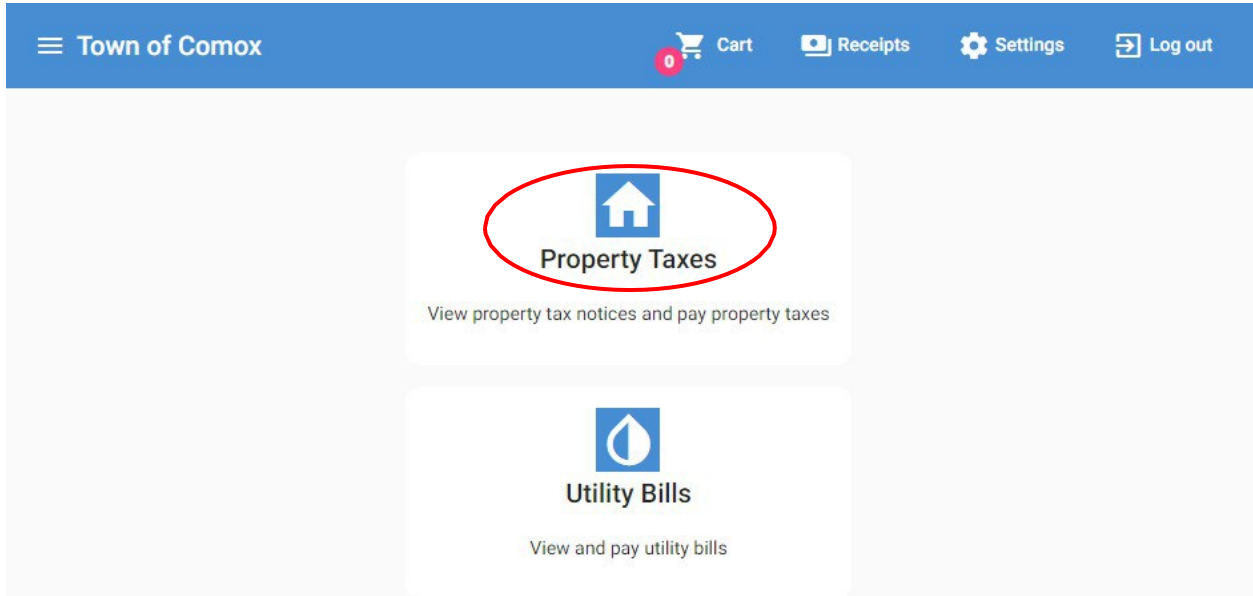 Town of Comox
0 Cart Receipts Settings Log out
Property Taxes
View property tax notices and pay property taxes
Utility Bills
View and pay utility bills